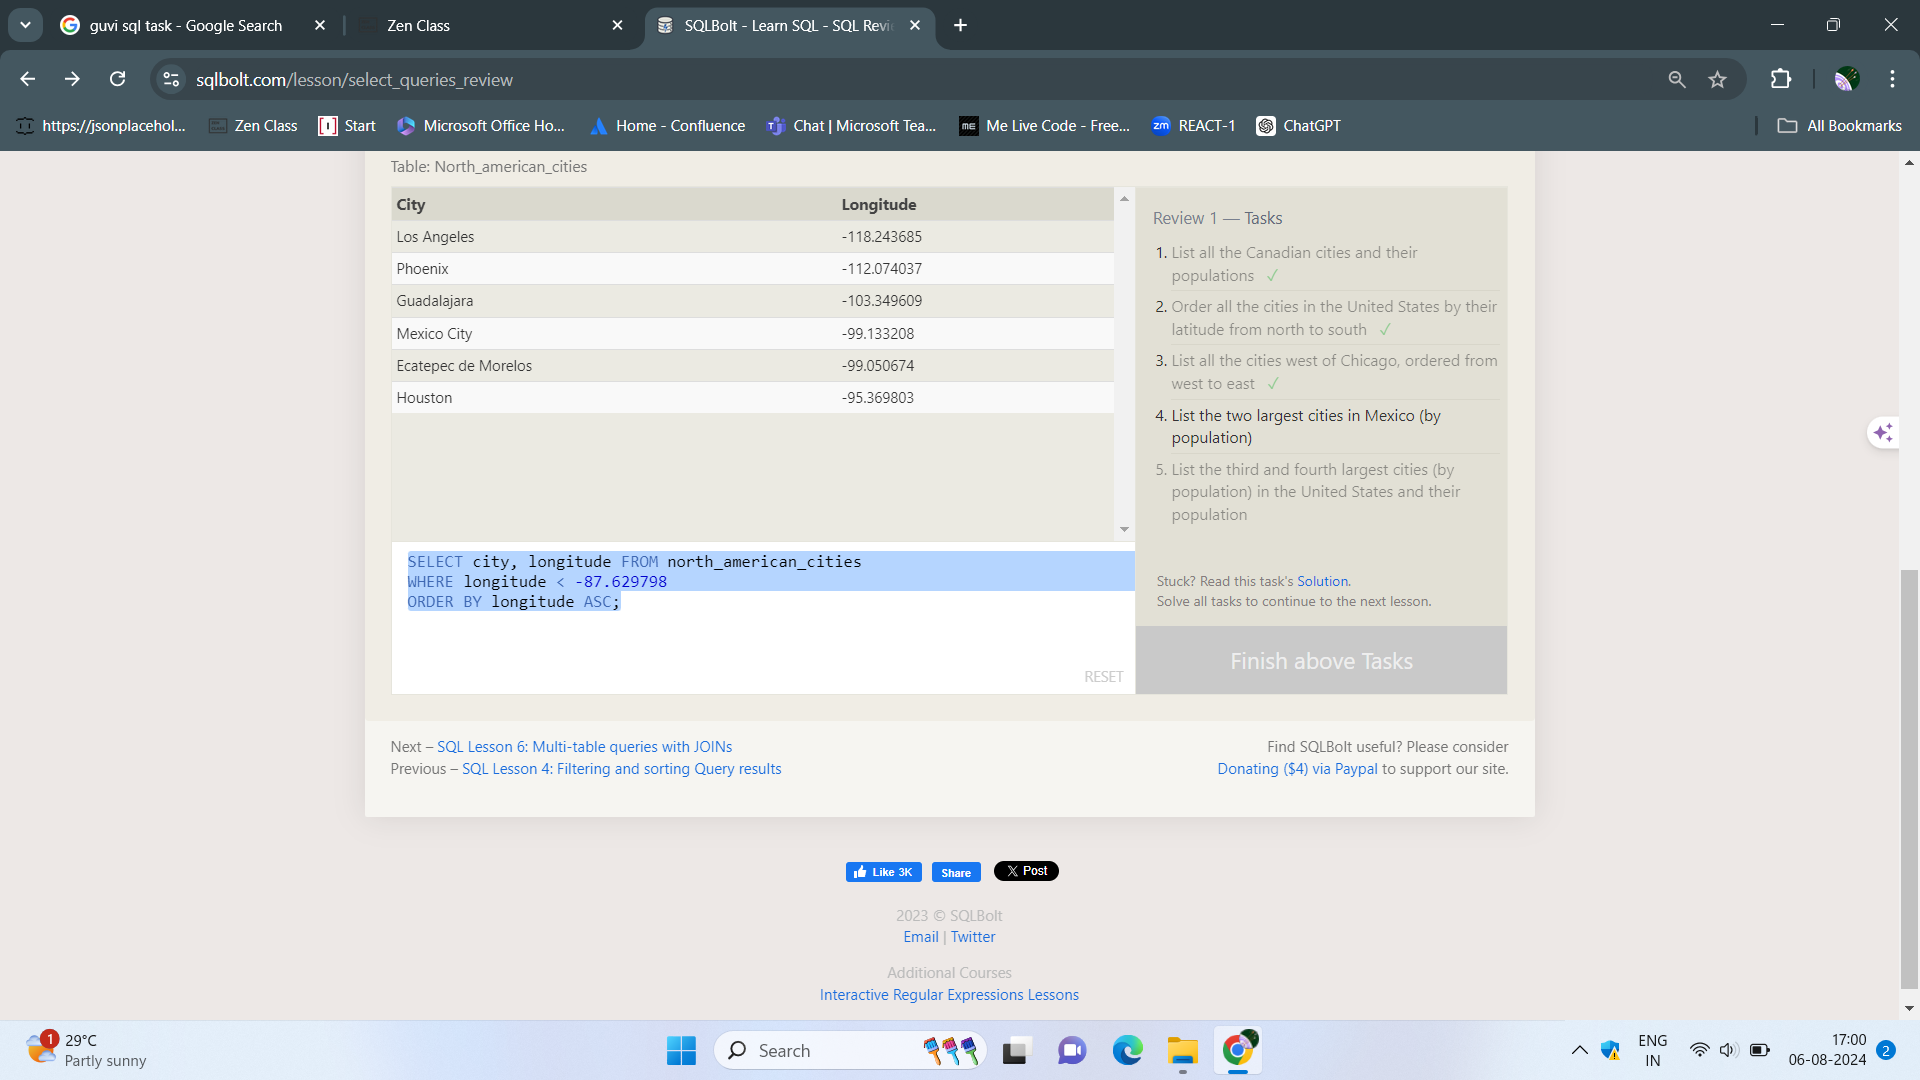 guvi sql task - Google Search
Zen Class
SQLBolt - Learn SQL - SQL Revi
sqlbolt.com/lesson/select_queries_review
https://jsonplacehol...
Zen Class
Start
Microsoft Office Ho...
Home - Confluence
Chat | Microsoft Tea...
Me Live Code - Free...
REACT-1
ChatGPT
All Bookmarks
Table: North_american_cities
City Longitude
Los Angeles -118.243685
Phoenix -112.074037
Guadalajara -103.349609
Mexico City -99.133208
Ecatepec de Morelos -99.050674
Houston -95.369803
SELECT city, longitude FROM north_american_cities
WHERE longitude < -87.629798
ORDER BY longitude ASC;
RESET
Review 1 — Tasks
1. List all the Canadian cities and their
populations ✓
2. Order all the cities in the United States by their
latitude from north to south ✓
3. List all the cities west of Chicago, ordered from
west to east ✓
4. List the two largest cities in Mexico (by
population)
5. List the third and fourth largest cities (by
population) in the United States and their
population
Stuck? Read this task's Solution.
Solve all tasks to continue to the next lesson.
Finish above Tasks
Next – SQL Lesson 6: Multi-table queries with JOINs
Previous – SQL Lesson 4: Filtering and sorting Query results
Find SQLBolt useful? Please consider
Donating ($4) via Paypal to support our site.
Like 3K
Share
X Post
2023 © SQLBolt
Email | Twitter
Additional Courses
Interactive Regular Expressions Lessons
1
29°C
Partly sunny
Search
ENG
IN
17:00
06-08-2024
2